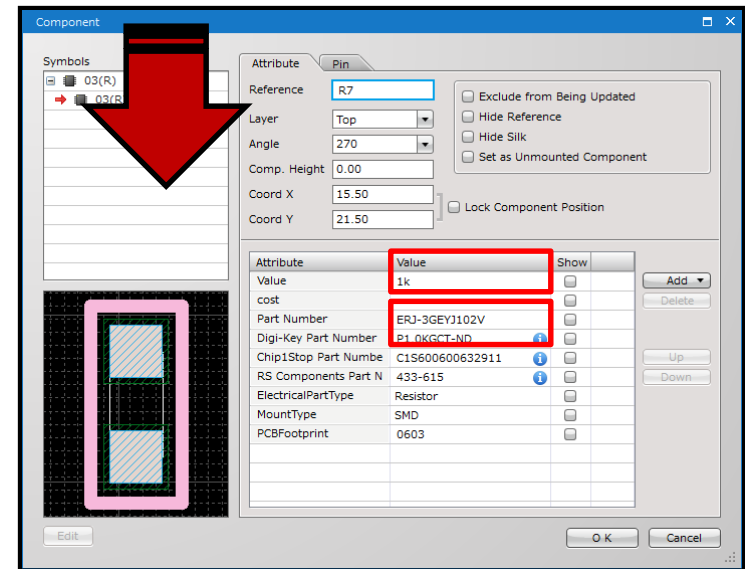 Component
Symbols
03(R)
03(R
Attribute Pin
Reference R7
Layer Top
Angle 270
Comp. Height 0.00
Coord X 15.50
Coord Y 21.50
Exclude from Being Updated
Hide Reference
Hide Silk
Set as Unmounted Component
Lock Component Position
Attribute Value Show
Value 1k
cost
Part Number ERJ-3GEYJ102V
Digi-Key Part Number P1.0KGCT-ND
Chip1Stop Part Numbe C1S600600632911
RS Components Part N 433-615
ElectricalPartType Resistor
MountType SMD
PCBFootprint 0603
Add
Delete
Up
Down
Edit
OK Cancel